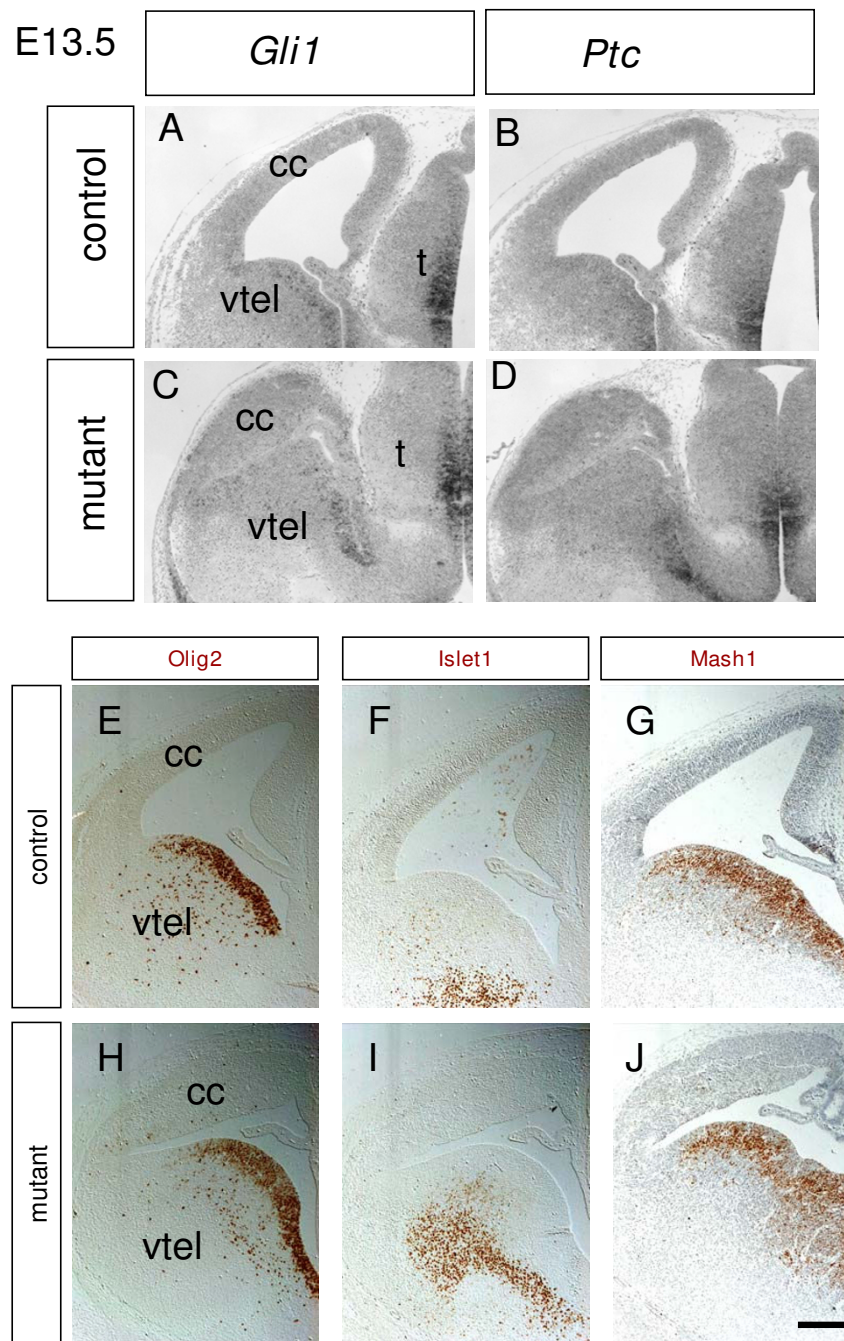 E13.5
Gli1
Ptc
control
A
cc
t
vtel
B
mutant
C
cc
t
vtel
D
Olig2
Islet1
Mash1
control
E
cc
vtel
F
G
mutant
H
cc
vtel
I
J